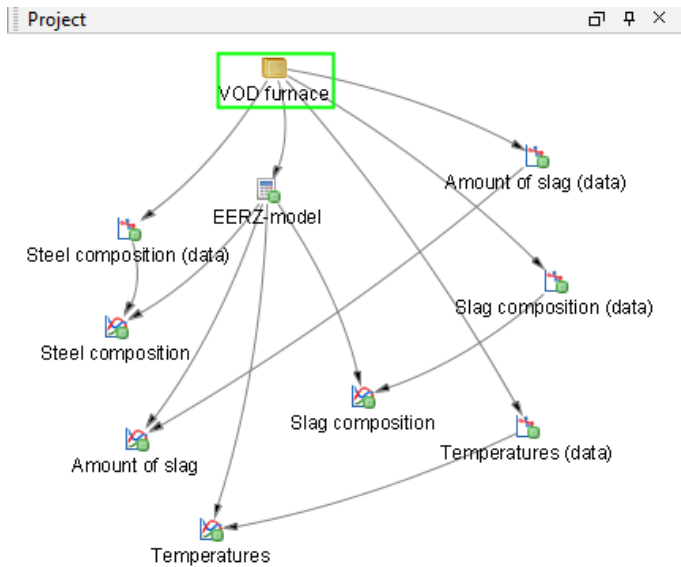 Project
VOD furnace
Amount of slag (data)
EERZ-model
Steel composition (data)
Slag composition (data)
Steel composition
Slag composition
Temperatures (data)
Amount of slag
Temperatures